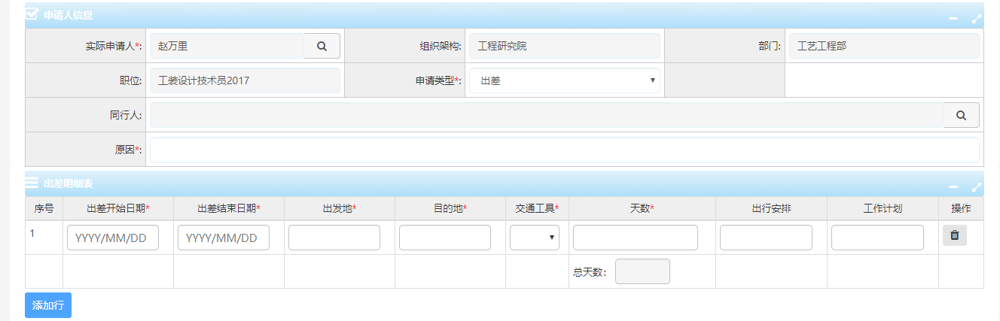 申请人信息
实际申请人*: 赵万里 组织架构: 工程研究院 部门: 工艺工程部
职位: 工装设计技术员2017 申请类型*: 出差
同行人:
原因*:
出差明细表
序号 出差开始日期* 出差结束日期* 出发地* 目的地* 交通工具* 天数* 出行安排 工作计划 操作
1 YYYY/MM/DD YYYY/MM/DD
总天数：
添加行